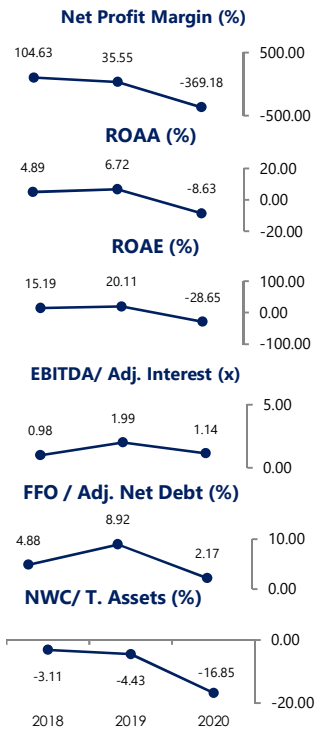 Net Profit Margin (%)
104.63 35.55 -369.18 500.00
-500.00
ROAA (%)
4.89 6.72 -8.63 20.00
0.00
-20.00
ROAE (%)
15.19 20.11 -28.65 100.00
0.00
-100.00
EBITDA/ Adj. Interest (x)
0.98 1.99 1.14 5.00
0.00
FFO / Adj. Net Debt (%)
4.88 8.92 2.17 10.00
0.00
NWC/ T. Assets (%)
0.00
-3.11 -4.43 -16.85
-20.00
2018 2019 2020